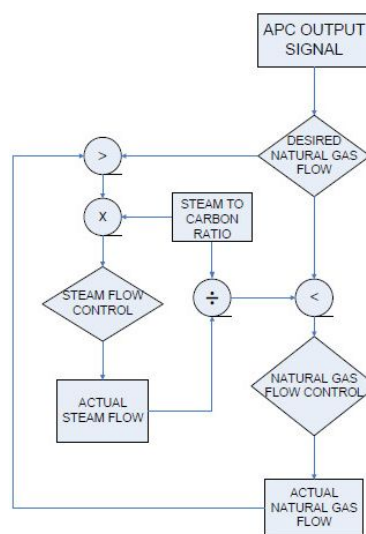 APC OUTPUT
SIGNAL
DESIRED
NATURAL GAS
FLOW
>
X
STEAM TO
CARBON
RATIO
STEAM FLOW
CONTROL
÷
<
NATURAL GAS
FLOW CONTROL
ACTUAL
STEAM FLOW
ACTUAL
NATURAL GAS
FLOW